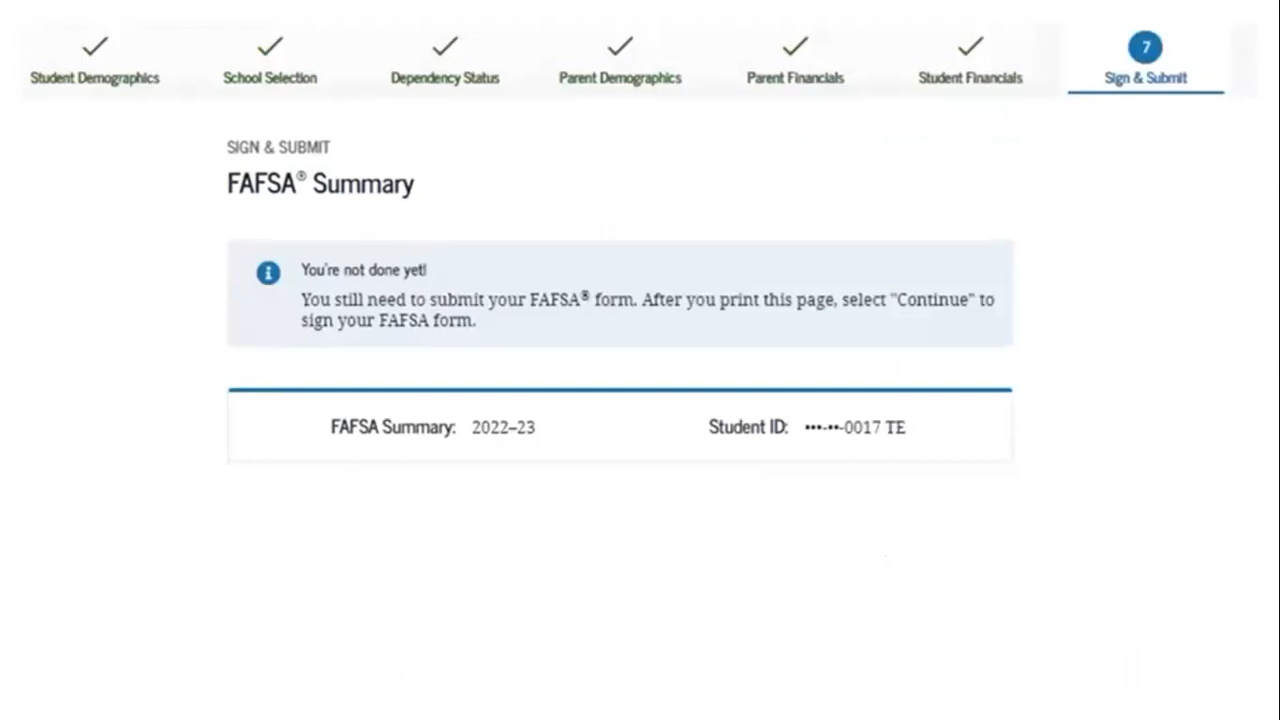 7
Student Demographics School Selection Dependency Status Parent Demographics Parent Financials Student Financials Sign & Submit
SIGN & SUBMIT
FAFSA® Summary
You're not done yet!
You still need to submit your FAFSA® form. After you print this page, select "Continue" to
sign your FAFSA form.
FAFSA Summary: 2022–23 Student ID: •••-••-0017 TE